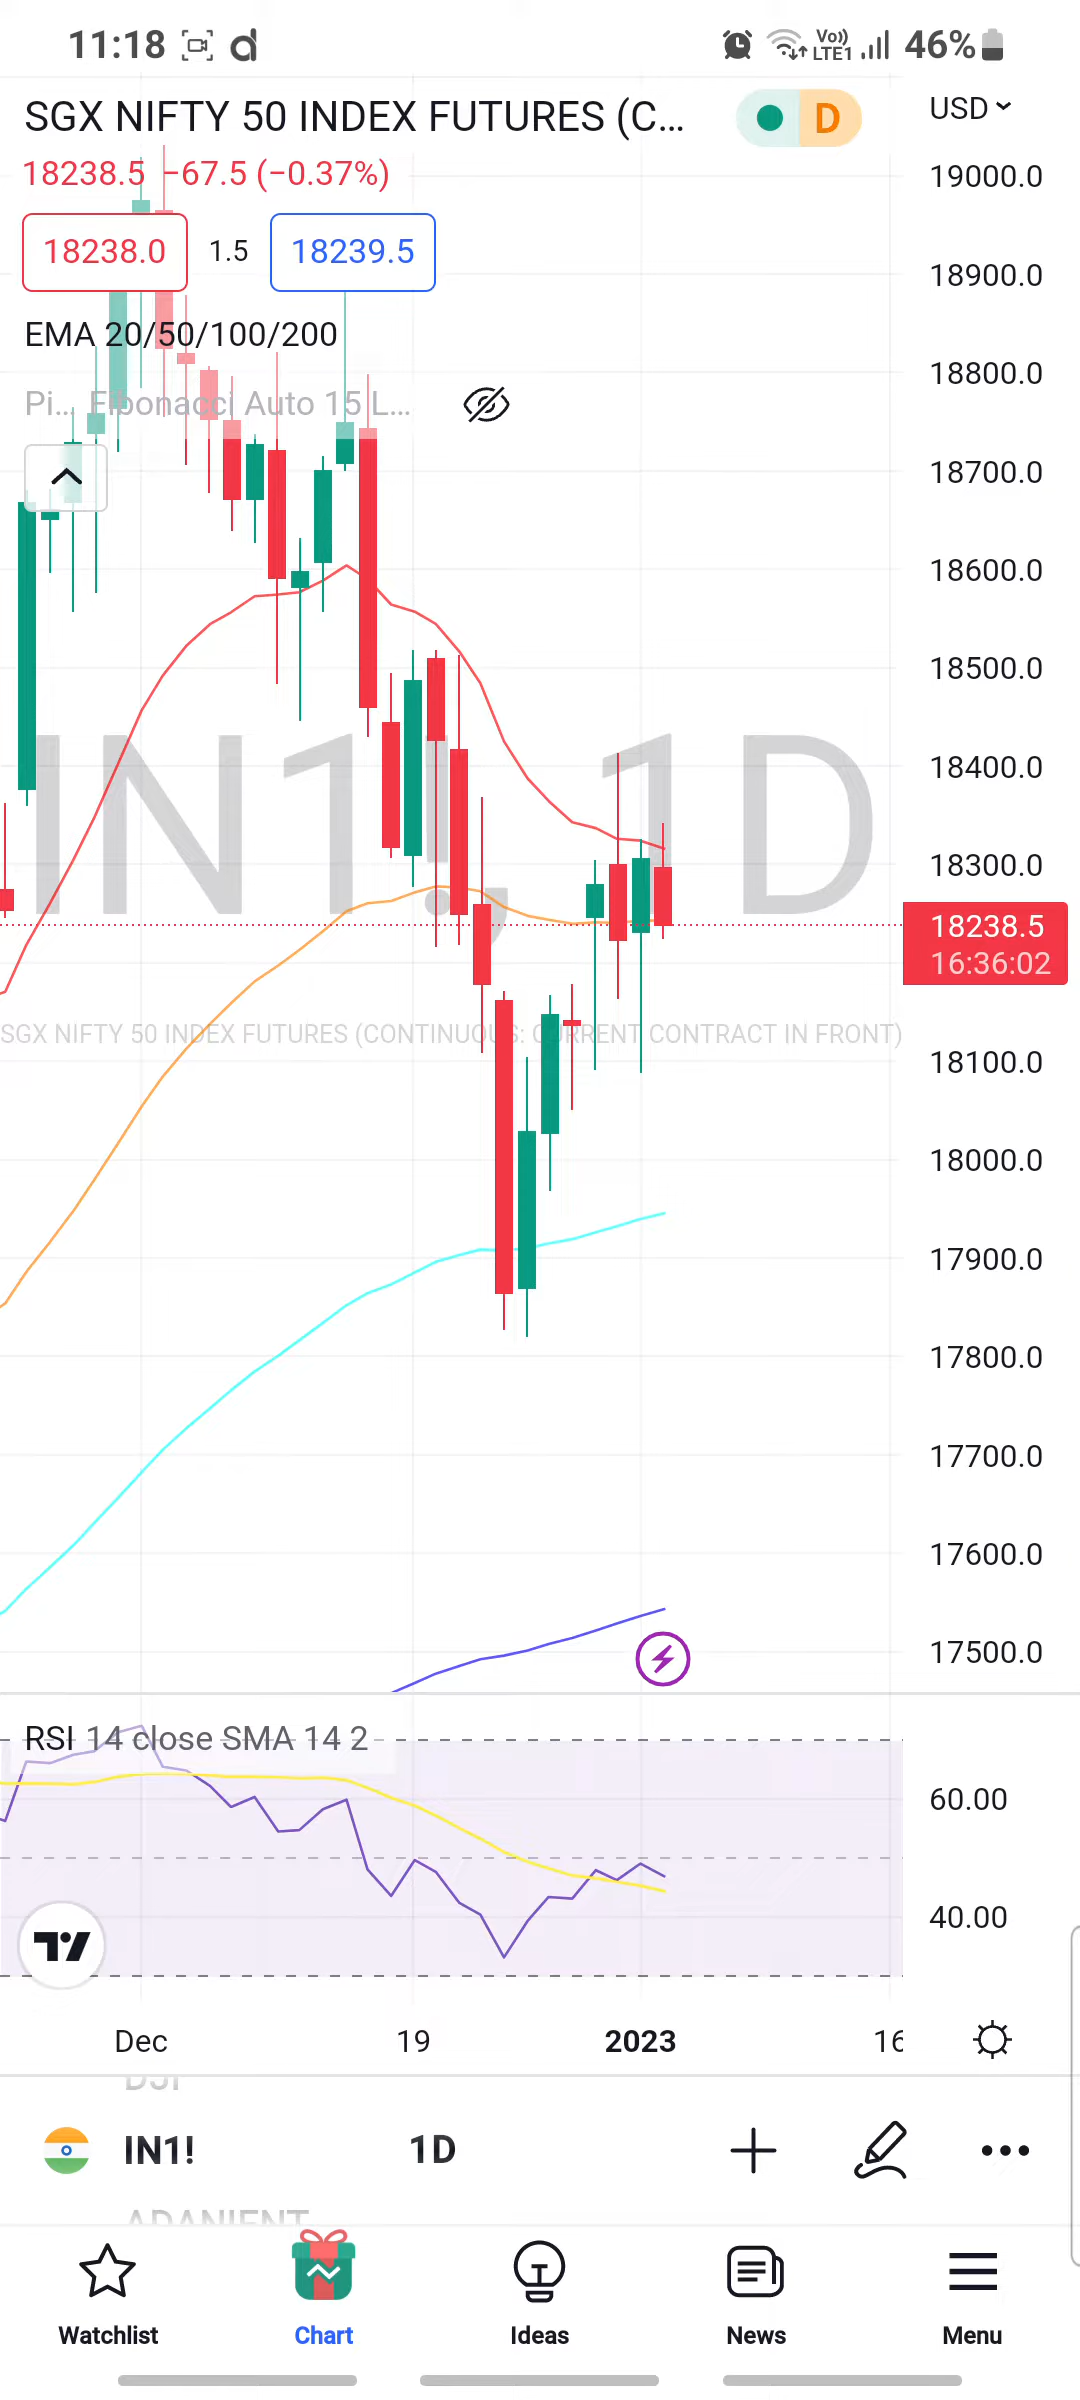 11:18
Vo)) LTE1 46%
SGX NIFTY 50 INDEX FUTURES (C...
D
USD
18238.5 −67.5 (−0.37%)
18238.0 1.5 18239.5
EMA 20/50/100/200
Pi... Fibonacci Auto 15 L...
19000.0
18900.0
18800.0
18700.0
18600.0
18500.0
18400.0
18300.0
18238.5
16:36:02
18100.0
18000.0
17900.0
17800.0
17700.0
17600.0
17500.0
IN1!, 1D
SGX NIFTY 50 INDEX FUTURES (CONTINUOUS: CURRENT CONTRACT IN FRONT)
RSI 14 close SMA 14 2
60.00
40.00
Dec 19 2023 16
DJI
IN1! 1D
ADANIENT
Watchlist Chart Ideas News Menu